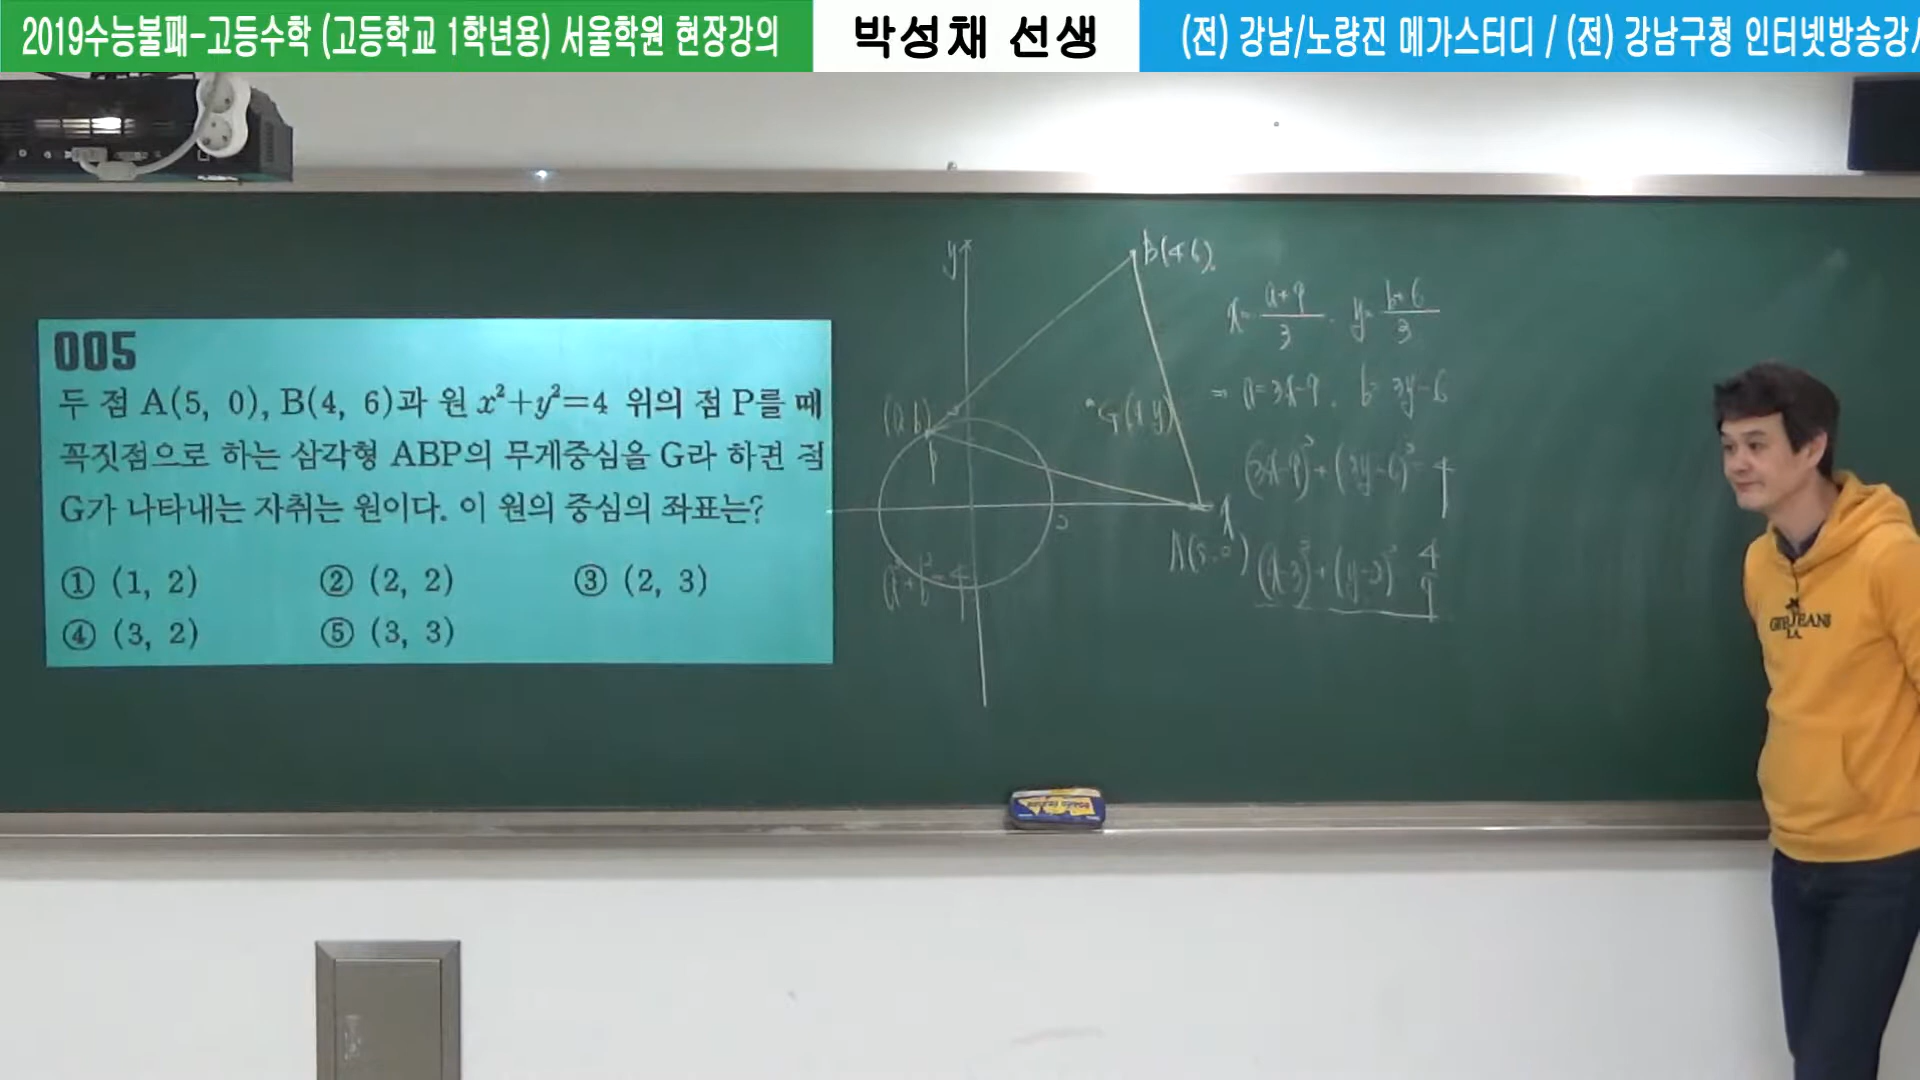 2019수능불패-고등수학 (고등학교 1학년용) 서울학원 현장강의
박성채 선생
(전) 강남/노량진 메가스터디 / (전) 강남구청 인터넷방송강
005
두 점 A(5, 0), B(4, 6)과 원 x²+y²=4 위의 점 P를
꼭짓점으로 하는 삼각형 ABP의 무게중심을 G라 하면 점
G가 나타내는 자취는 원이다. 이 원의 중심의 좌표는?
① (1, 2) ② (2, 2) ③ (2, 3)
④ (3, 2) ⑤ (3, 3)
y
B(4 6)
(a b)
P
G(x y)
x
A(5, 0)
a²+b²=4
x=(a+9)/3. y=(b+6)/3
⇒ a=3x-9. b=3y-6
(3x-9)²+(3y-6)²=4
(x-3)²+(y-2)² 4/9